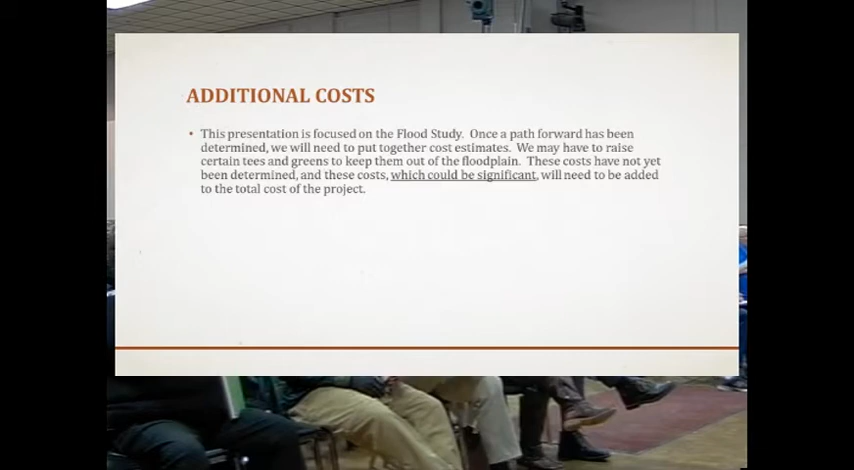 ADDITIONAL COSTS
• This presentation is focused on the Flood Study. Once a path forward has been
determined, we will need to put together cost estimates. We may have to raise
certain tees and greens to keep them out of the floodplain. These costs have not yet
been determined, and these costs, which could be significant, will need to be added
to the total cost of the project.